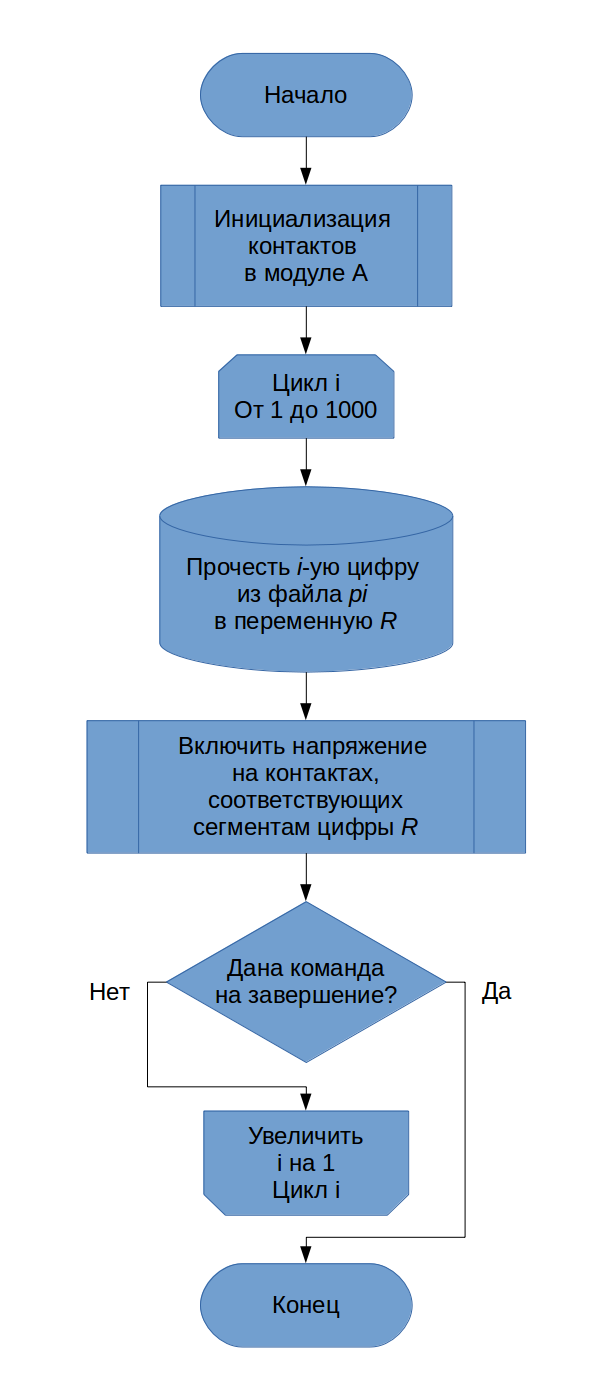 Начало
Инициализация
контактов
в модуле А
Цикл i
От 1 до 1000
Прочесть i-ую цифру
из файла pi
в переменную R
Включить напряжение
на контактах,
соответствующих
сегментам цифры R
Дана команда
на завершение?
Нет
Да
Увеличить
i на 1
Цикл i
Конец